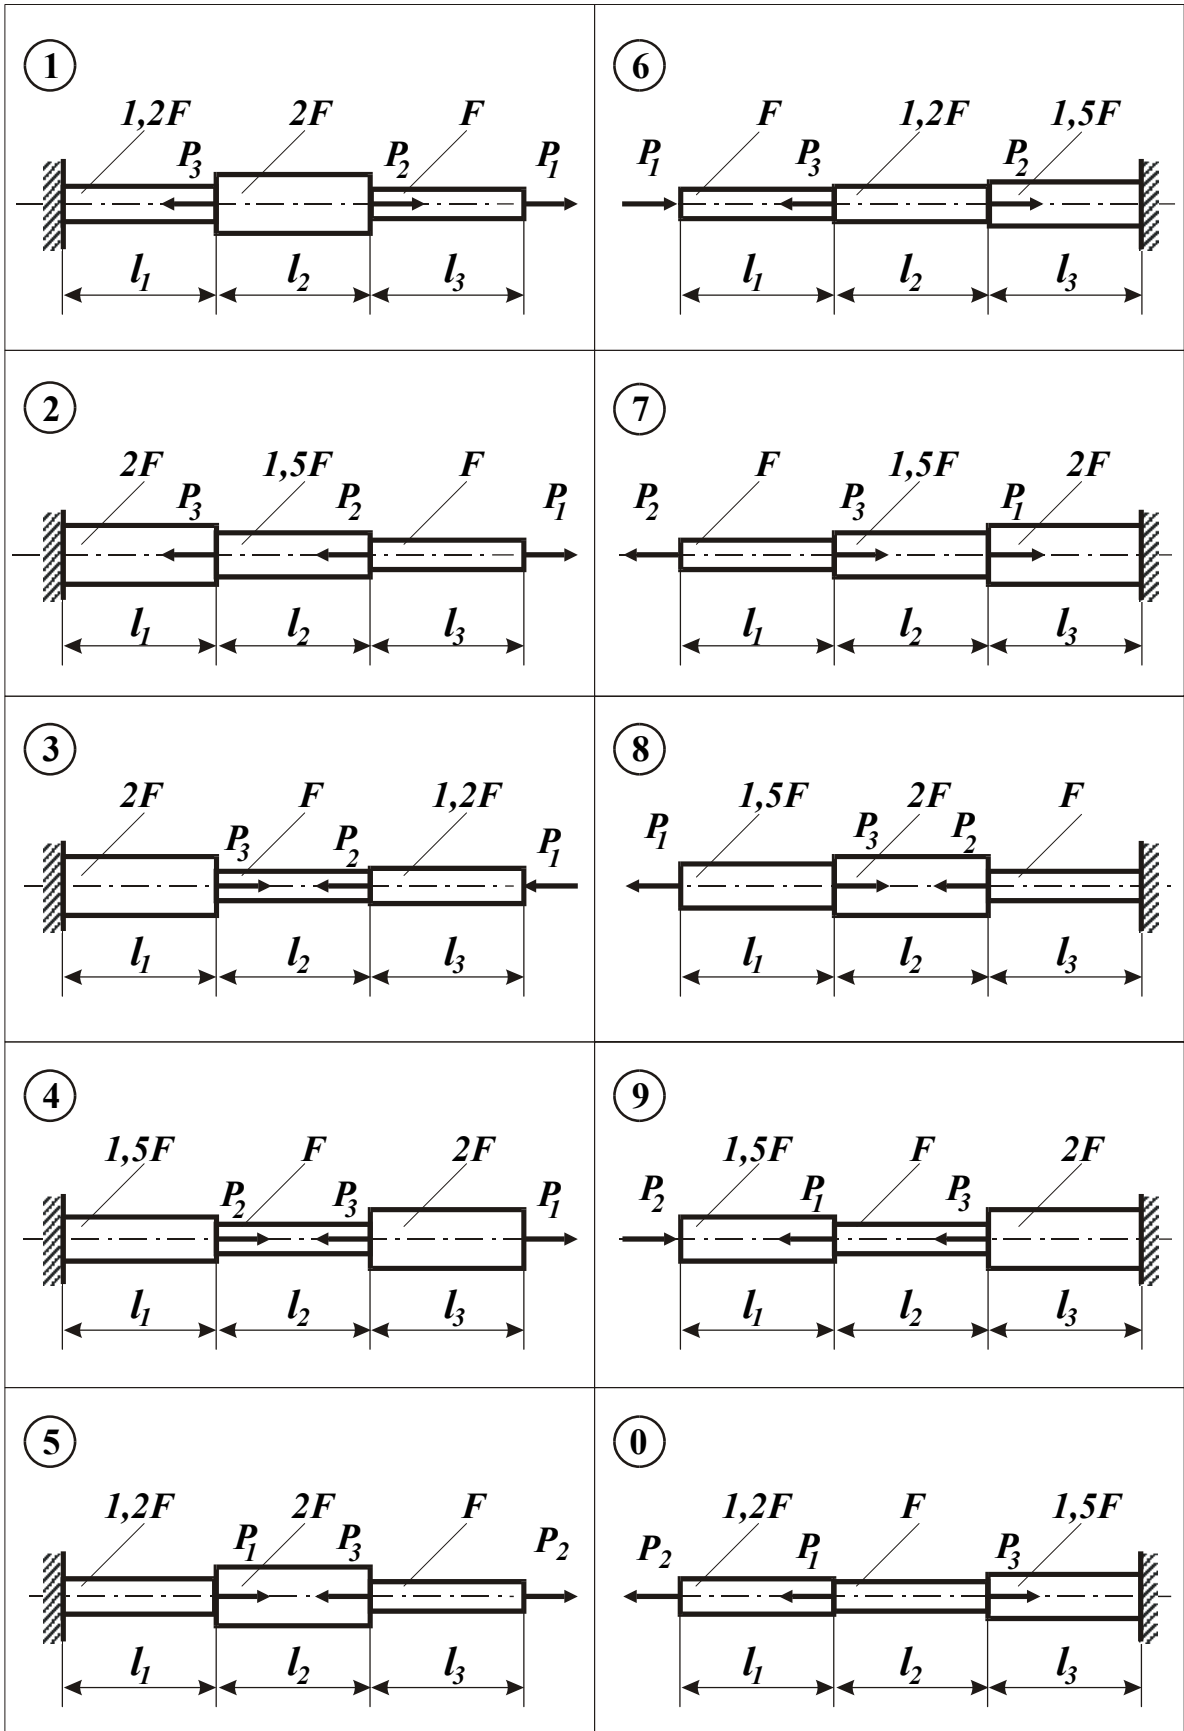 1
1,2F 2F F
P3 P2 P1
l1 l2 l3
6
F 1,2F 1,5F
P1 P3 P2
l1 l2 l3
2
2F 1,5F F
P3 P2 P1
l1 l2 l3
7
F 1,5F 2F
P2 P3 P1
l1 l2 l3
3
2F F 1,2F
P3 P2 P1
l1 l2 l3
8
1,5F 2F F
P1 P3 P2
l1 l2 l3
4
1,5F F 2F
P2 P3 P1
l1 l2 l3
9
1,5F F 2F
P2 P1 P3
l1 l2 l3
5
1,2F 2F F
P1 P3 P2
l1 l2 l3
0
1,2F F 1,5F
P2 P1 P3
l1 l2 l3